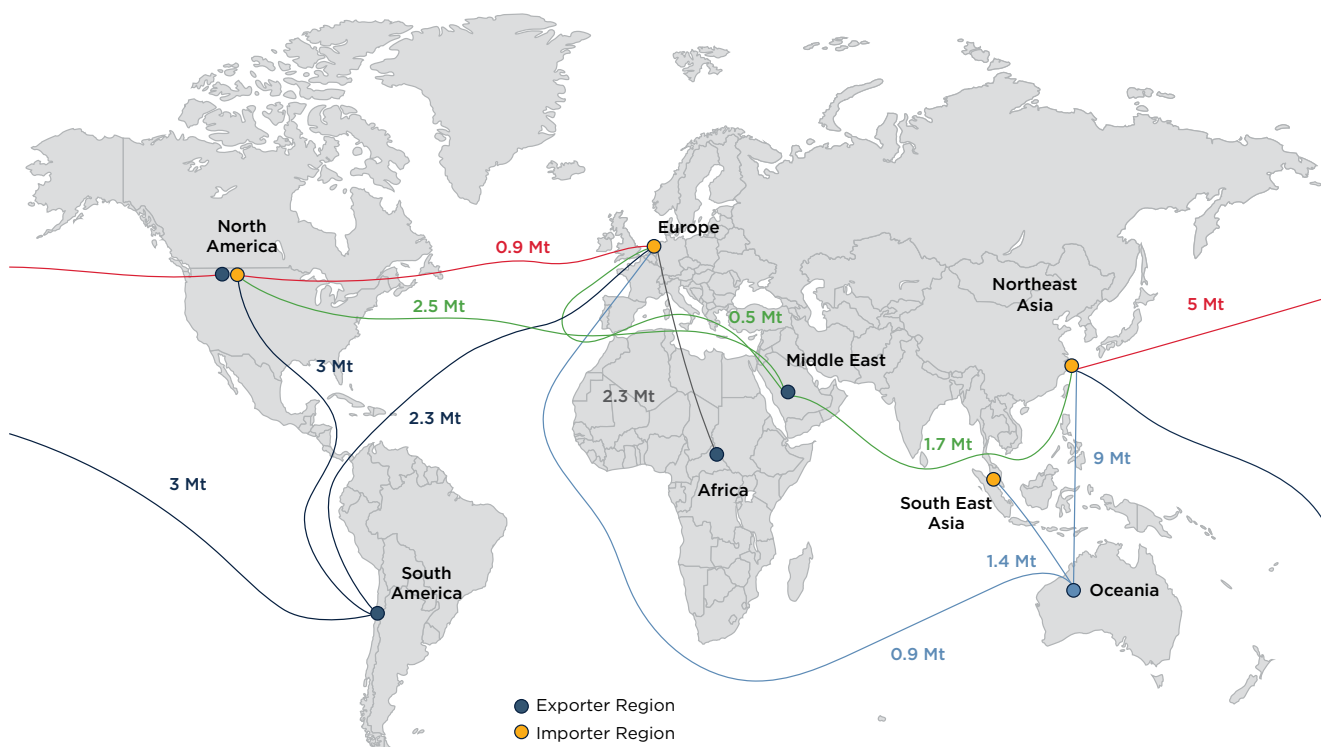 North
America
Europe
0.9 Mt
Northeast
Asia
2.5 Mt
0.5 Mt
5 Mt
Middle East
3 Mt
2.3 Mt
2.3 Mt
1.7 Mt
9 Mt
3 Mt
Africa
South East
Asia
South
America
1.4 Mt
Oceania
0.9 Mt
Exporter Region
Importer Region